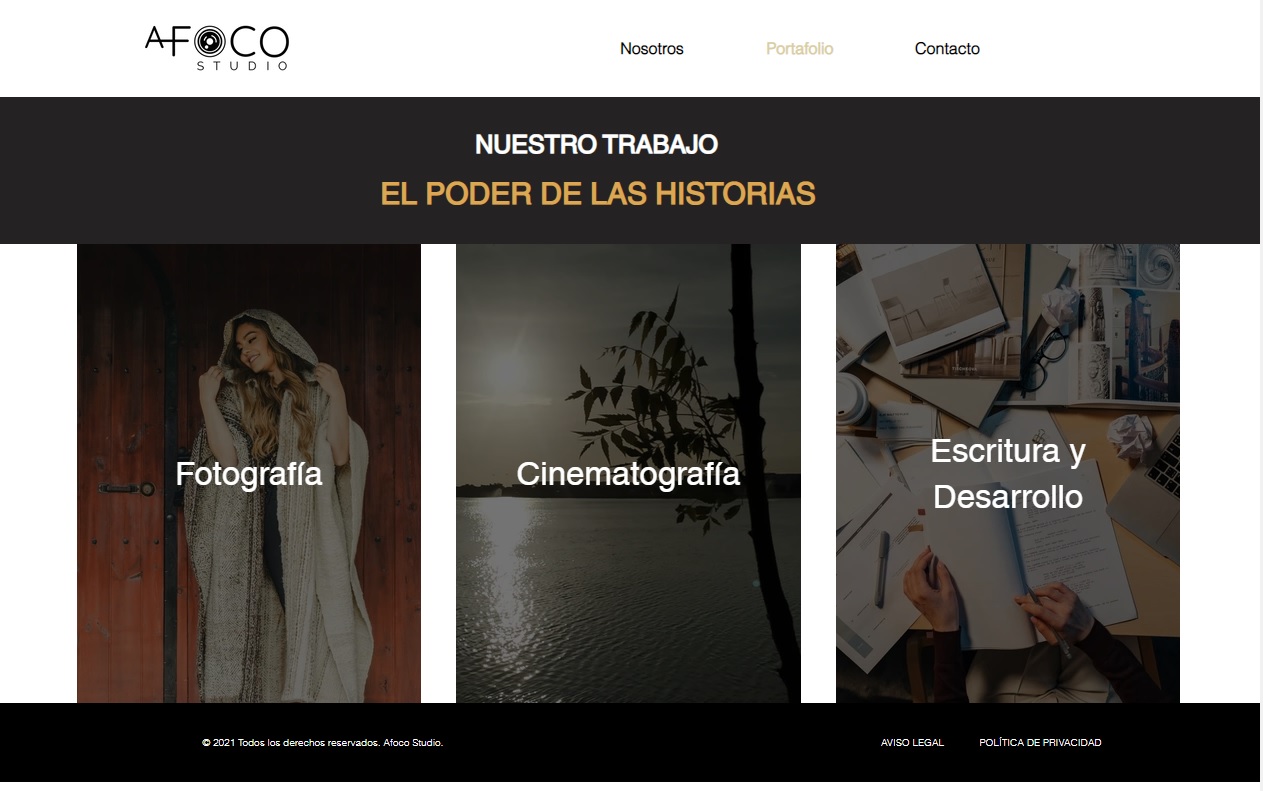 AFOCO
STUDIO
Nosotros
Portafolio
Contacto
NUESTRO TRABAJO
EL PODER DE LAS HISTORIAS
Fotografía
Cinematografía
Escritura y
Desarrollo
© 2021 Todos los derechos reservados. Afoco Studio.
AVISO LEGAL
POLÍTICA DE PRIVACIDAD